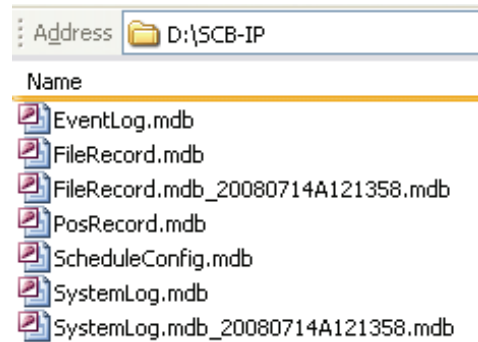 Address D:\SCB-IP
Name
EventLog.mdb
FileRecord.mdb
FileRecord.mdb_20080714A121358.mdb
PosRecord.mdb
ScheduleConfig.mdb
SystemLog.mdb
SystemLog.mdb_20080714A121358.mdb